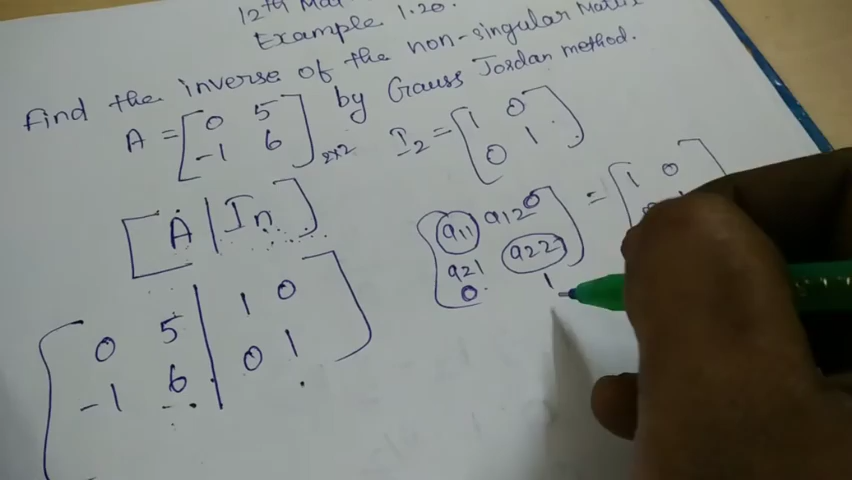 12th Mat
Example 1.20.
Find the inverse of the non-singular Matrix
A = [ 0 5
-1 6 ]2×2 by Gauss Jordan method.
I2 = [ 1 0
0 1 ]
[A | In]
[ a11 a12 0
a21 a22
0 1 ] = [ 1 0
[ 0 5 | 1 0
-1 6 | 0 1 ]